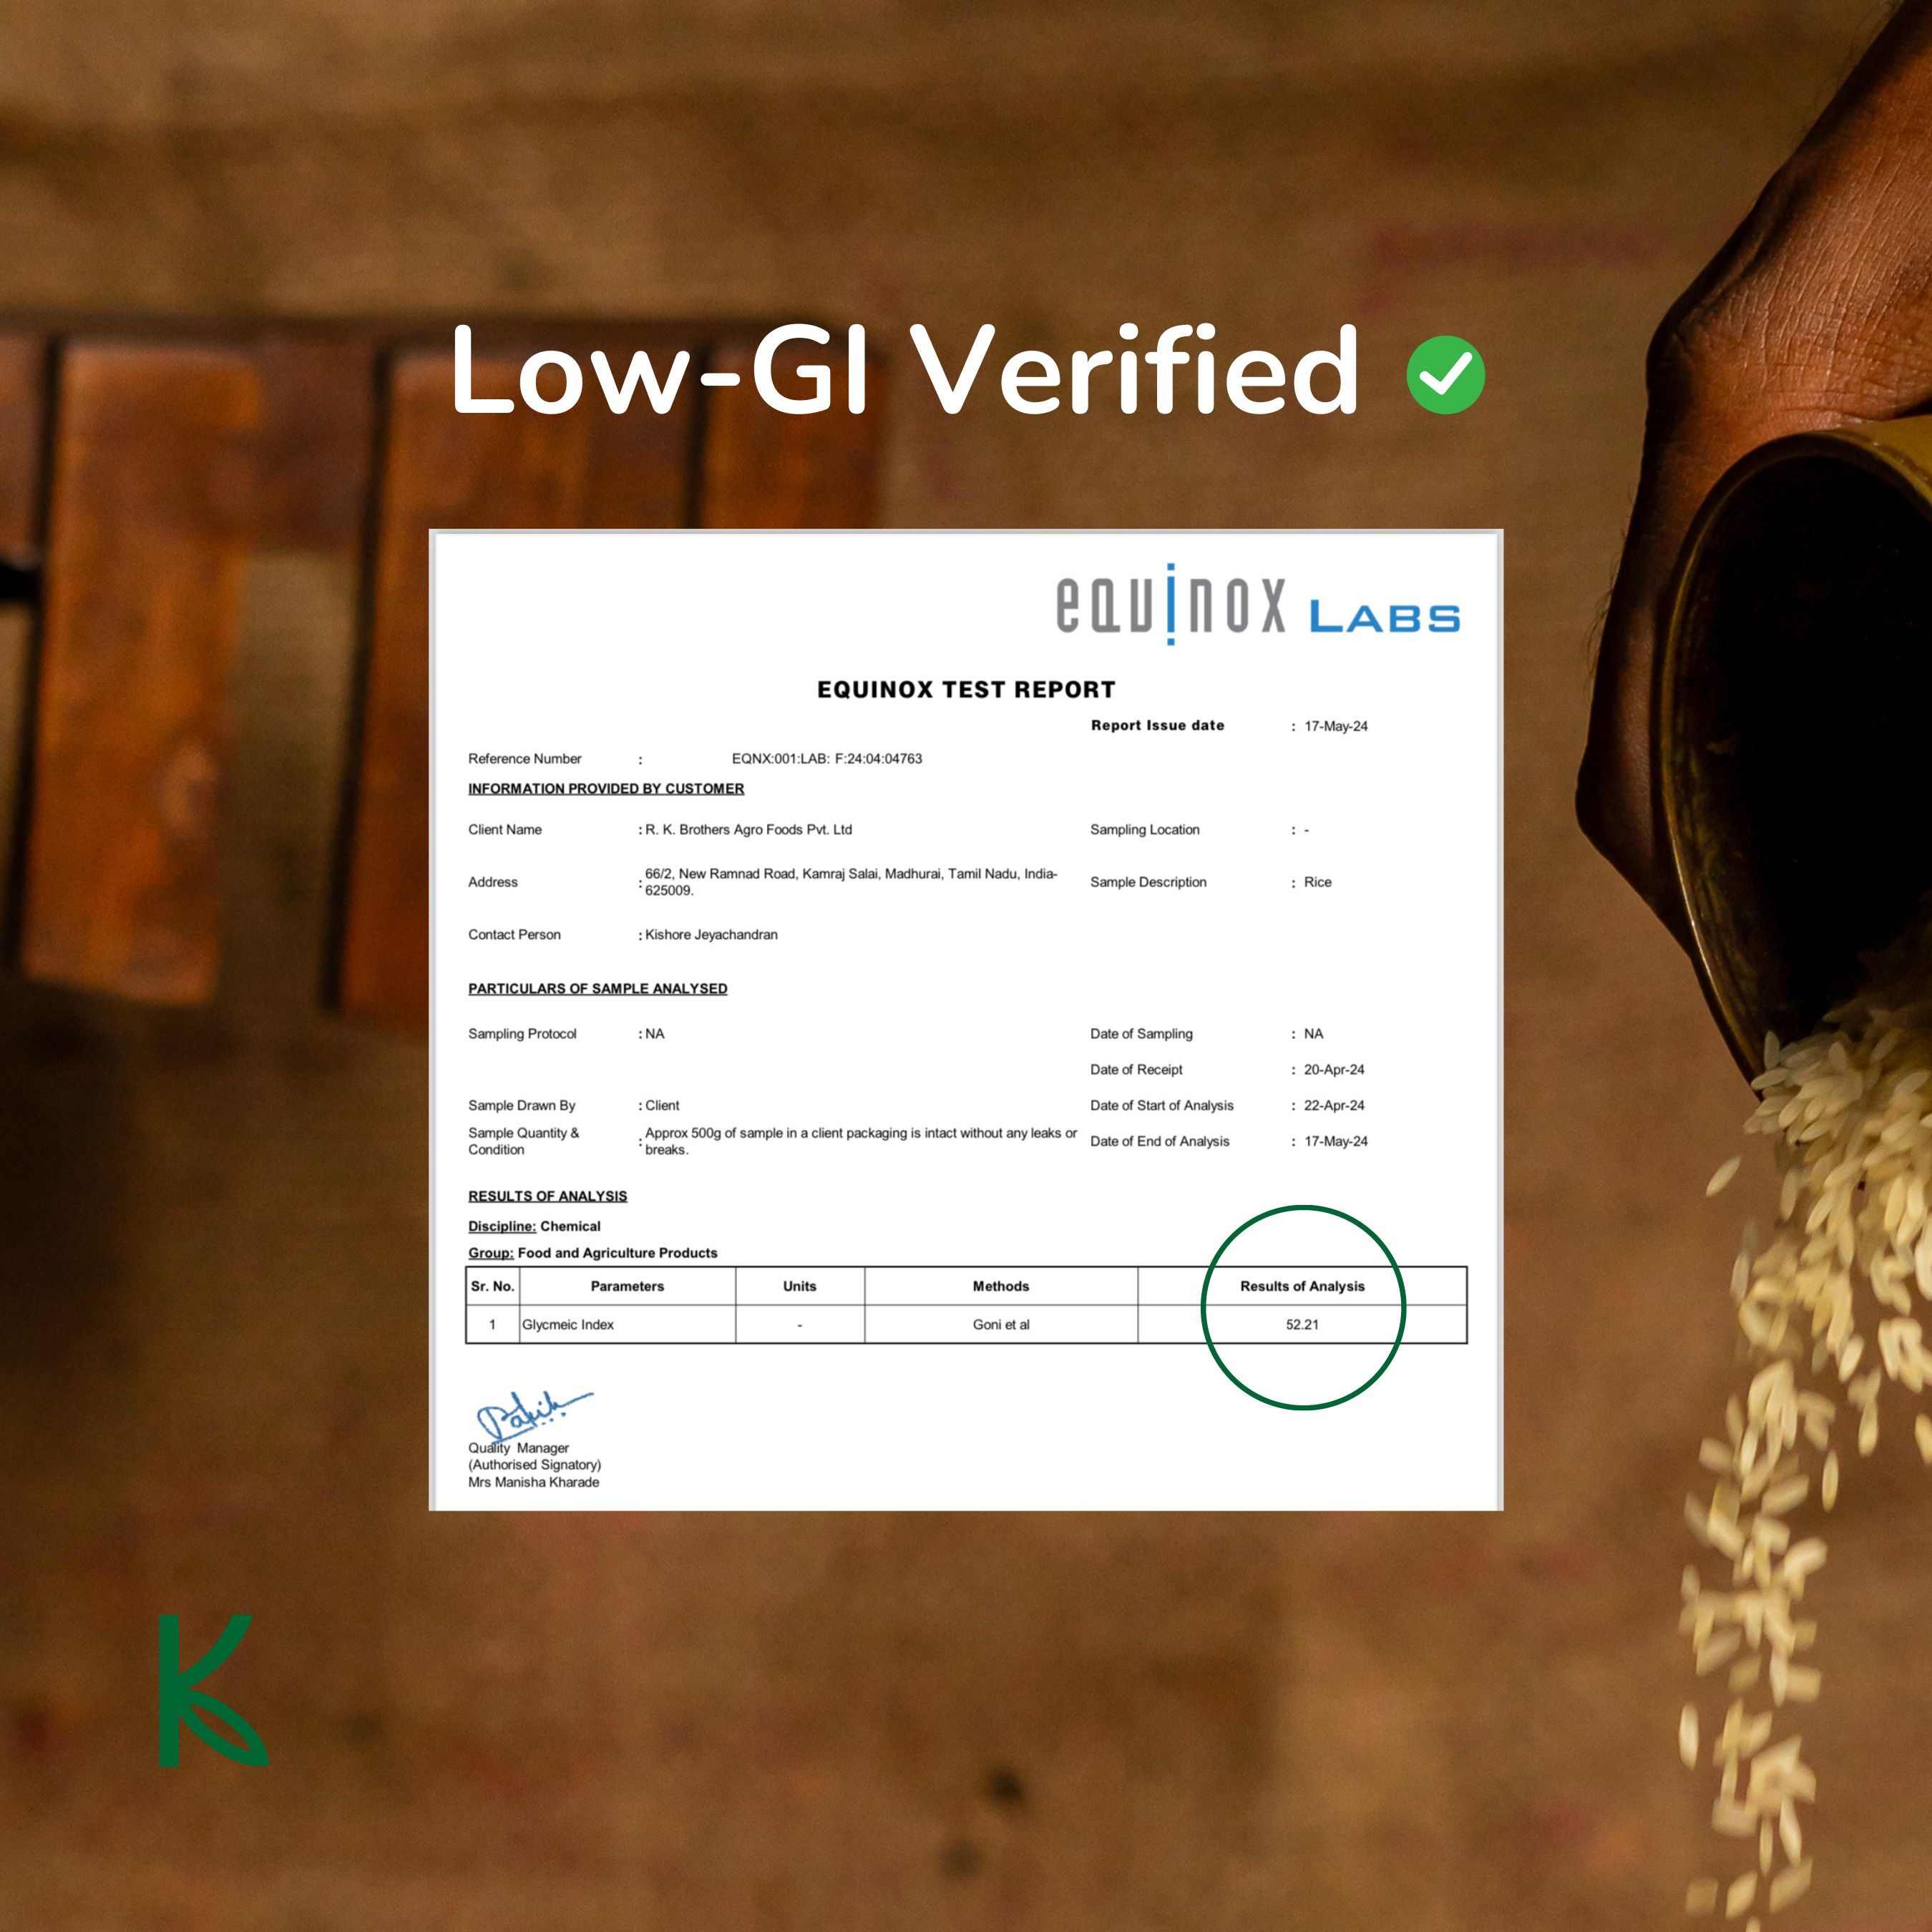 Low-GI Verified
equinox LABS
EQUINOX TEST REPORT
Report Issue date : 17-May-24
Reference Number : EQNX:001:LAB: F:24:04:04763
INFORMATION PROVIDED BY CUSTOMER
Client Name : R. K. Brothers Agro Foods Pvt. Ltd Sampling Location : -
Address : 66/2, New Ramnad Road, Kamraj Salai, Madhurai, Tamil Nadu, India-
625009. Sample Description : Rice
Contact Person : Kishore Jeyachandran
PARTICULARS OF SAMPLE ANALYSED
Sampling Protocol : NA Date of Sampling : NA
Date of Receipt : 20-Apr-24
Sample Drawn By : Client Date of Start of Analysis : 22-Apr-24
Sample Quantity &
Condition : Approx 500g of sample in a client packaging is intact without any leaks or
breaks. Date of End of Analysis : 17-May-24
RESULTS OF ANALYSIS
Discipline: Chemical
Group: Food and Agriculture Products
Sr. No. Parameters Units Methods Results of Analysis
1 Glycmeic Index - Goni et al 52.21
Quality Manager
(Authorised Signatory)
Mrs Manisha Kharade
K